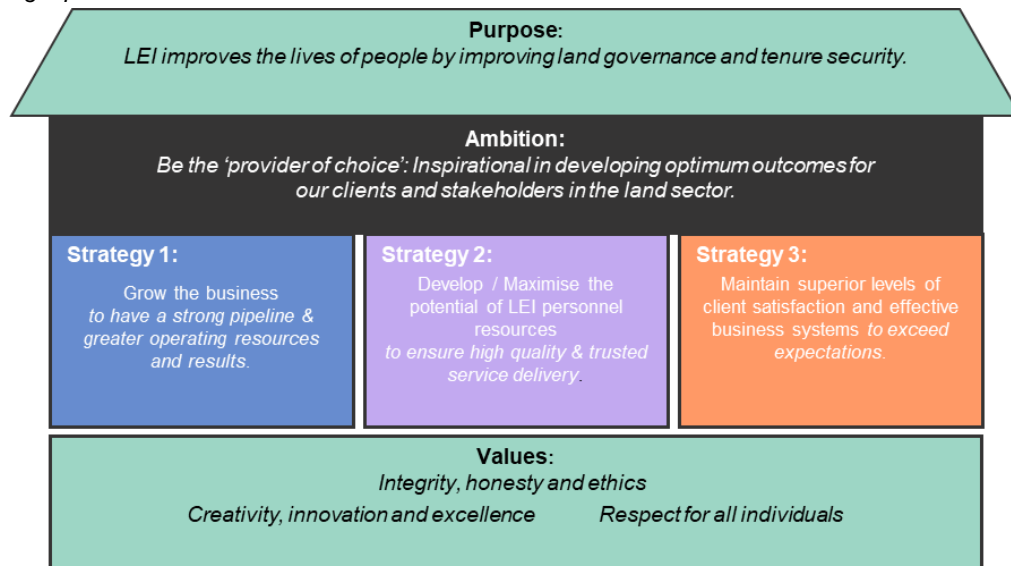 Purpose:
LEI improves the lives of people by improving land governance and tenure security.
Ambition:
Be the ‘provider of choice’: Inspirational in developing optimum outcomes for
our clients and stakeholders in the land sector.
Strategy 1:
Grow the business
to have a strong pipeline &
greater operating resources
and results.
Strategy 2:
Develop / Maximise the
potential of LEI personnel
resources
to ensure high quality & trusted
service delivery.
Strategy 3:
Maintain superior levels of
client satisfaction and effective
business systems to exceed
expectations.
Values:
Integrity, honesty and ethics
Creativity, innovation and excellence Respect for all individuals